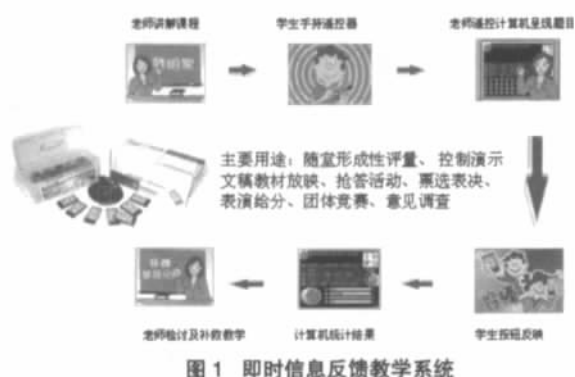 老师讲解课程
学生手持遥控器
老师遥控计算机呈现题目
主要用途：随堂形成性评量、控制演示
文稿教材放映、抢答活动、票选表决、
表演给分、团体竞赛、意见调查
老师检讨及补救教学
计算机统计结果
学生按钮反映
图 1 即时信息反馈教学系统